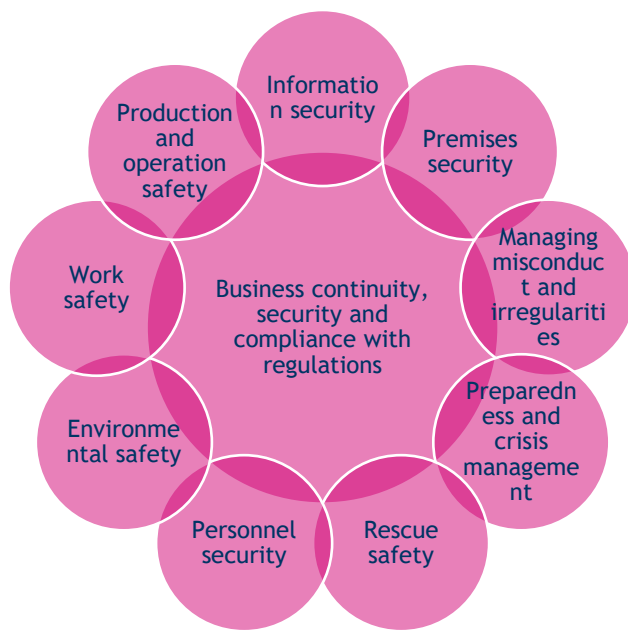 Informatio
n security
Premises
security
Managing
misconduc
t and
irregulariti
es
Preparedn
ess and
crisis
manageme
nt
Rescue
safety
Personnel
security
Environme
ntal safety
Work
safety
Production
and
operation
safety
Business continuity,
security and
compliance with
regulations